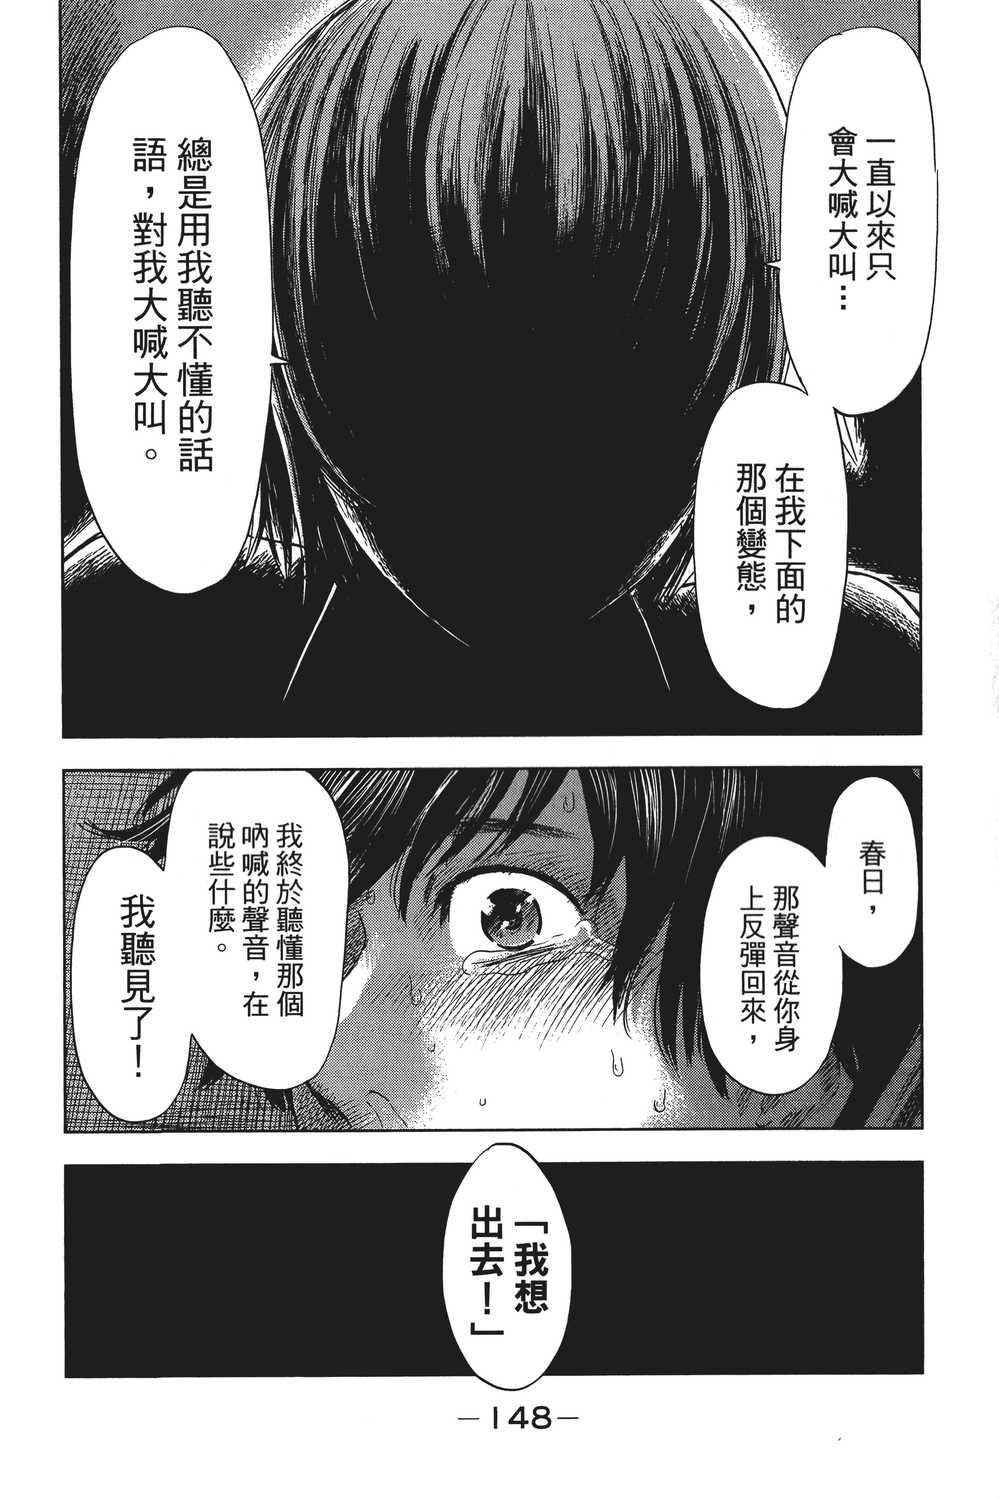 一直以來只
會大喊大叫…
在我下面的
那個變態，
總是用我聽不懂的話
語，對我大喊大叫。
春日，
那聲音從你身
上反彈回來，
我終於聽懂那個
吶喊的聲音，在
說些什麼。
我聽見了！
「我想
出去！」
—148—